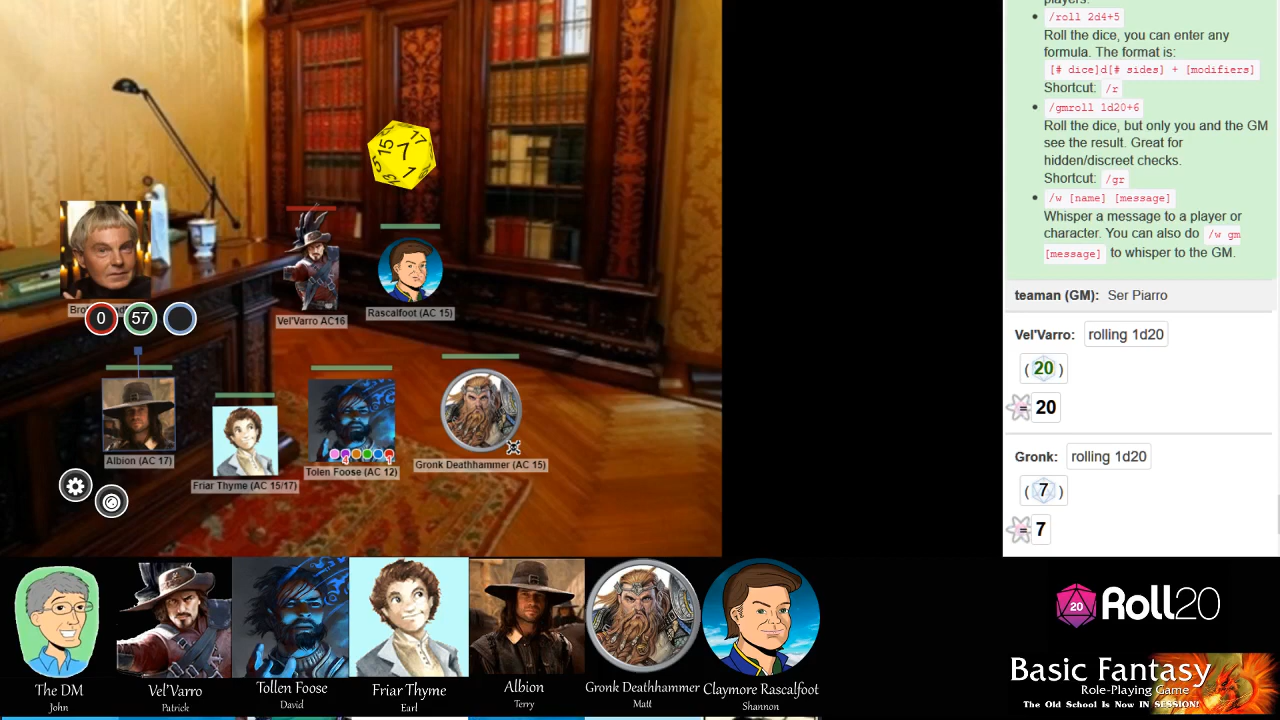 players.
/roll 2d4+5
Roll the dice, you can enter any
formula. The format is:
[# dice]d[# sides] + [modifiers]
Shortcut: /r
/gmroll 1d20+6
Roll the dice, but only you and the GM
see the result. Great for
hidden/discreet checks.
Shortcut: /gr
/w [name] [message]
Whisper a message to a player or
character. You can also do /w gm
[message] to whisper to the GM.
teaman (GM): Ser Piarro
Vel'Varro: rolling 1d20
(20)
= 20
Gronk: rolling 1d20
(7)
= 7
15 17 7 5 1
Vel'Varro AC16
Rascalfoot (AC 15)
0 57
Albion (AC 17)
Friar Thyme (AC 15/17)
Tolen Foose (AC 12)
Gronk Deathhammer (AC 15)
The DM
John
Vel'Varro
Patrick
Tollen Foose
David
Friar Thyme
Earl
Albion
Terry
Gronk Deathhammer
Matt
Claymore Rascalfoot
Shannon
20 Roll20
Basic Fantasy
Role-Playing Game
The Old School Is Now IN SESSION!